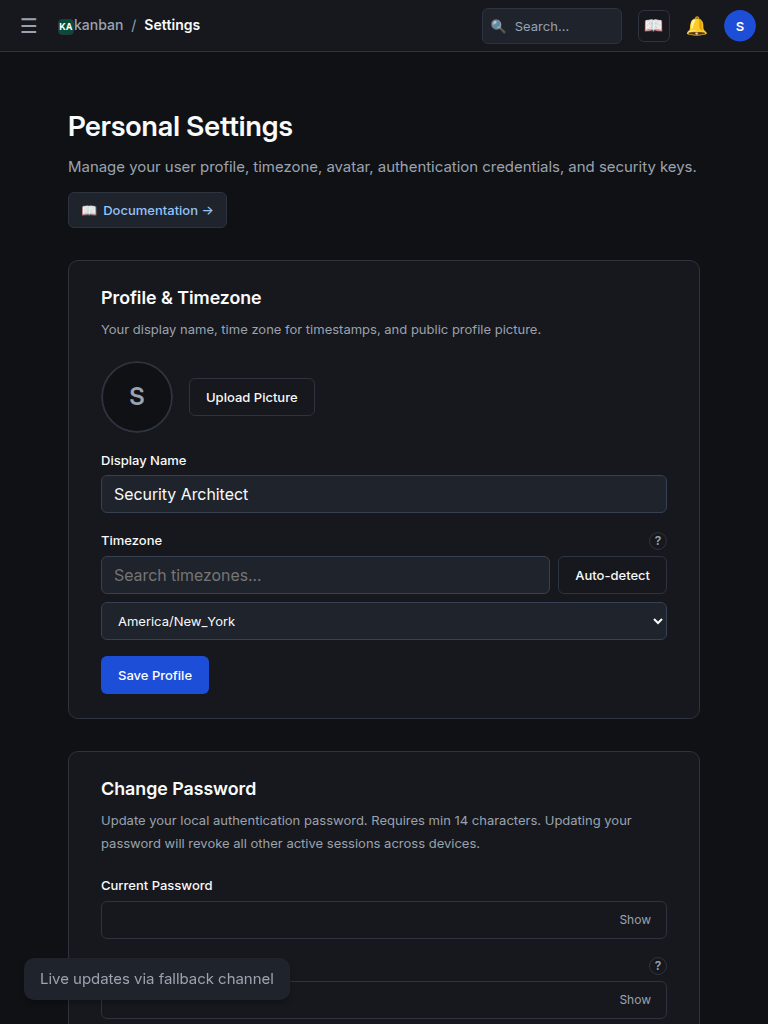 KA kanban / Settings
Search...
S
Personal Settings
Manage your user profile, timezone, avatar, authentication credentials, and security keys.
Documentation →
Profile & Timezone
Your display name, time zone for timestamps, and public profile picture.
S
Upload Picture
Display Name
Security Architect
Timezone
?
Search timezones...
Auto-detect
America/New_York
Save Profile
Change Password
Update your local authentication password. Requires min 14 characters. Updating your
password will revoke all other active sessions across devices.
Current Password
Show
?
Show
Live updates via fallback channel